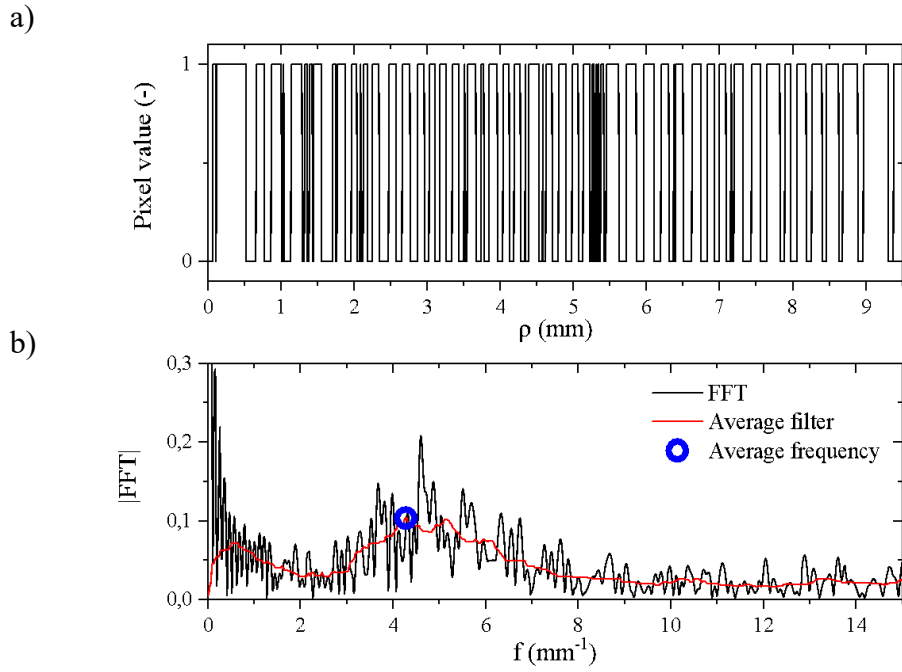 a)
Pixel value (-)
1
0
0 1 2 3 4 5 6 7 8 9
ρ (mm)
b)
|FFT|
0,3
0,2
0,1
0,0
FFT
Average filter
Average frequency
0 2 4 6 8 10 12 14
f (mm⁻¹)